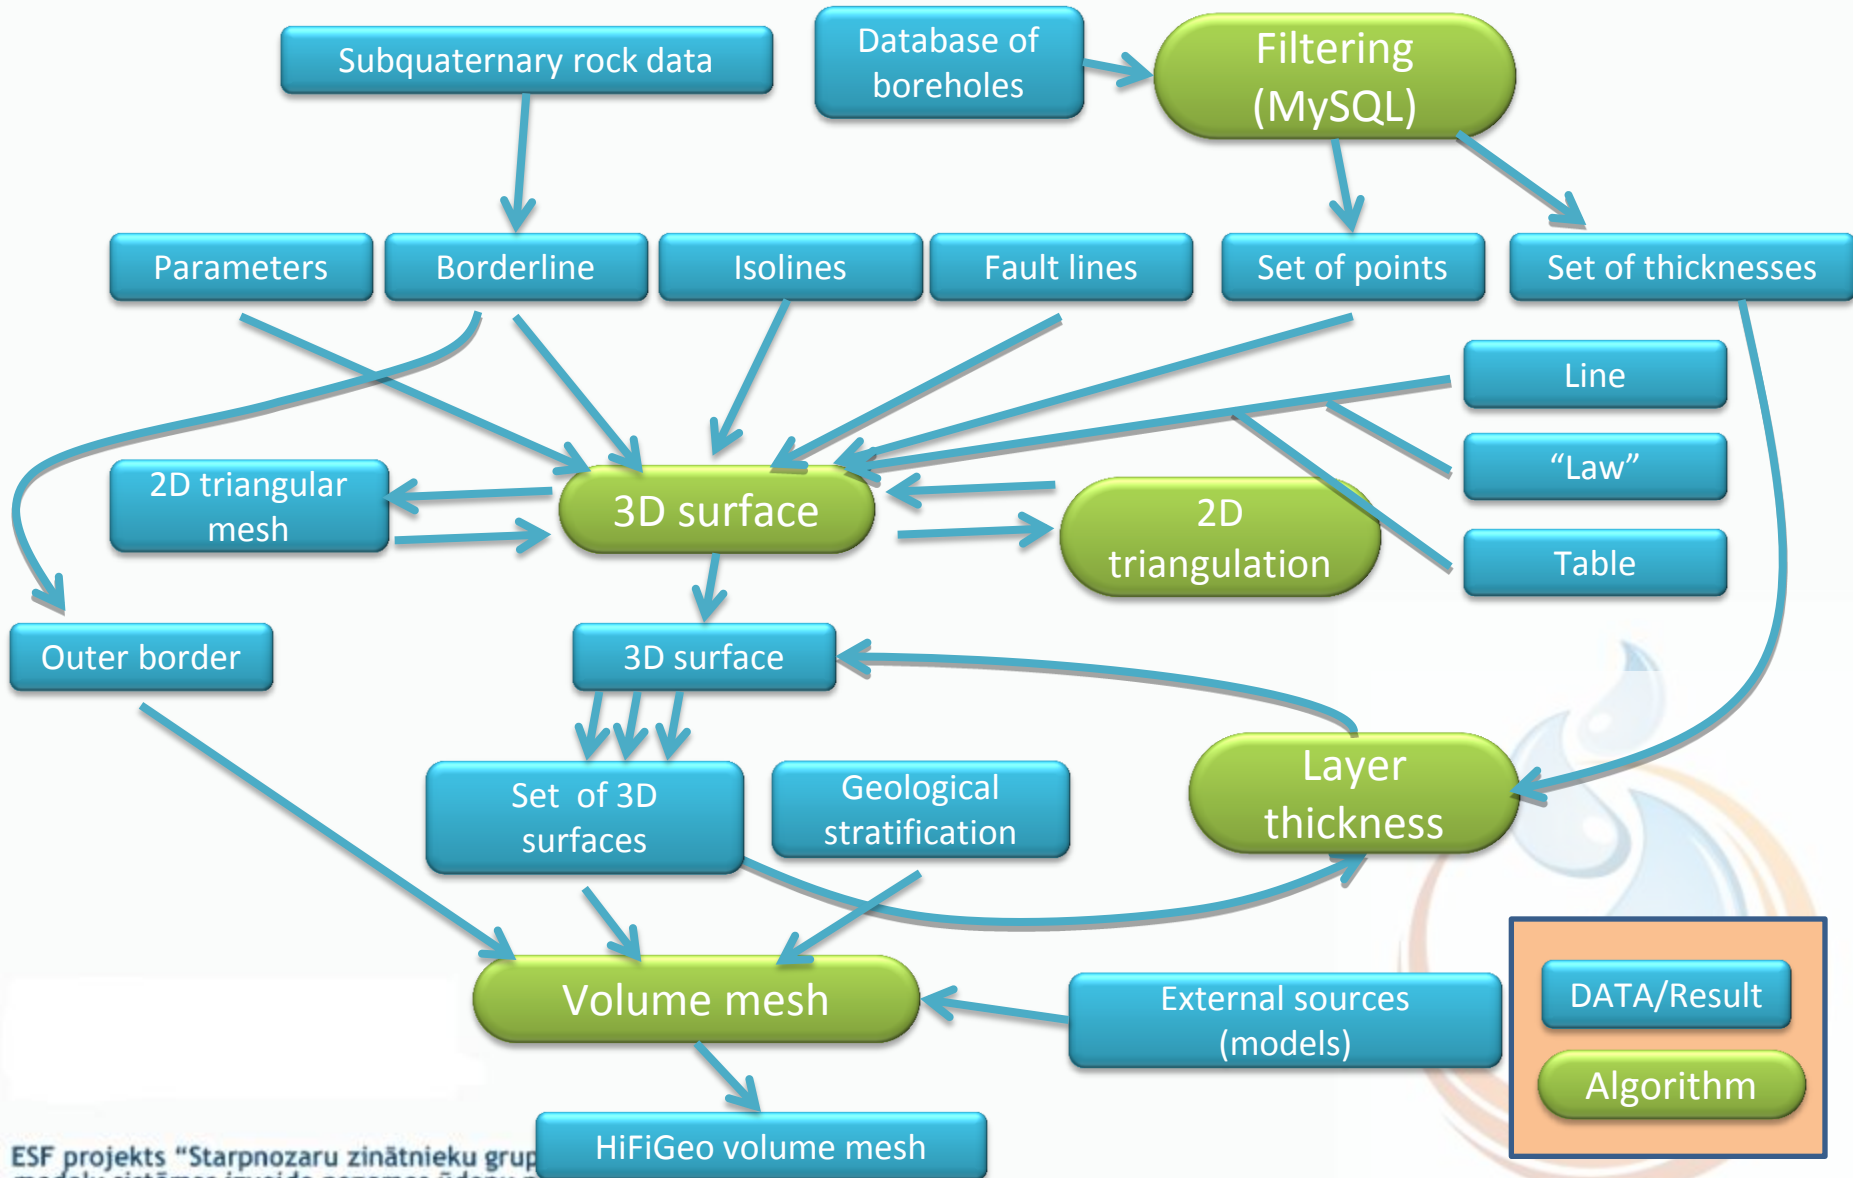 Subquaternary rock data
Database of
boreholes
Filtering
(MySQL)
Parameters
Borderline
Isolines
Fault lines
Set of points
Set of thicknesses
Line
“Law”
Table
2D triangular
mesh
3D surface
2D
triangulation
Outer border
3D surface
Set of 3D
surfaces
Geological
stratification
Layer
thickness
Volume mesh
External sources
(models)
DATA/Result
Algorithm
HiFiGeo volume mesh
ESF projekts “Starpnozaru zinātnieku grup